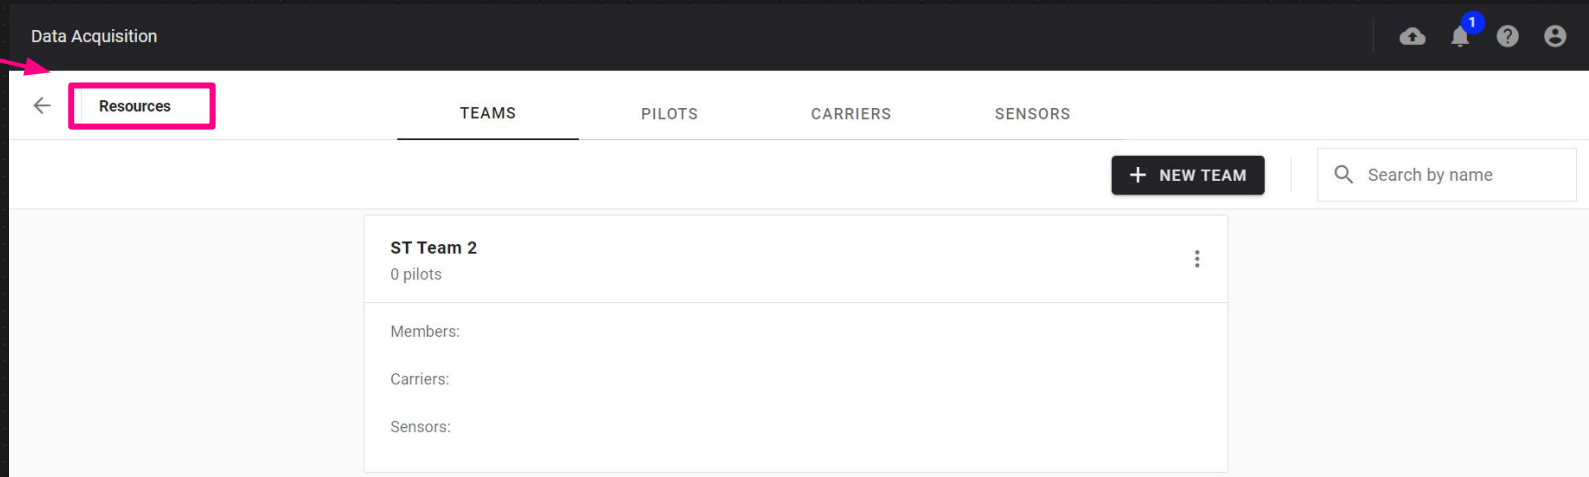 Data Acquisition
1
Resources
TEAMS PILOTS CARRIERS SENSORS
+ NEW TEAM
Search by name
ST Team 2
0 pilots
Members:
Carriers:
Sensors: